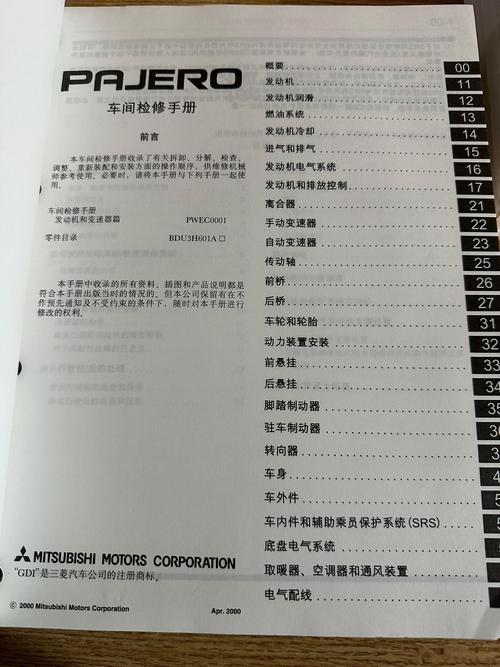 PAJERO
车间检修手册
前言
本车间检修手册收录了有关拆卸、分解、检查、
调整、重新装配和安装方面的操作顺序，供维修机械
师参考使用。必要时，请将本手册与下列手册一起使
用。
车间检修手册
发动机和变速器篇 PWEC0001
零件目录 BDU3H601A□
本手册中收录的所有资料、插图和产品说明都是
符合本手册出版当时的情况的。但本公司保留有在不
作预先通知及不受约束的条件下，随时对本手册进行
修改的权利。
MITSUBISHI MOTORS CORPORATION
"GDI"是三菱汽车公司的注册商标。
© 2000 Mitsubishi Motors Corporation Apr. 2000
概要 00
发动机 11
发动机润滑 12
燃油系统 13
发动机冷却 14
进气和排气 15
发动机电气系统 16
发动机和排放控制 17
离合器 21
手动变速器 22
自动变速器 23
传动轴 25
前桥 26
后桥 27
车轮和轮胎 31
动力装置安装 32
前悬挂 33
后悬挂 34
脚踏制动器 35
驻车制动器
转向器
车身
车外件
车内件和辅助乘员保护系统(SRS)
底盘电气系统
取暖器、空调器和通风装置
电气配线